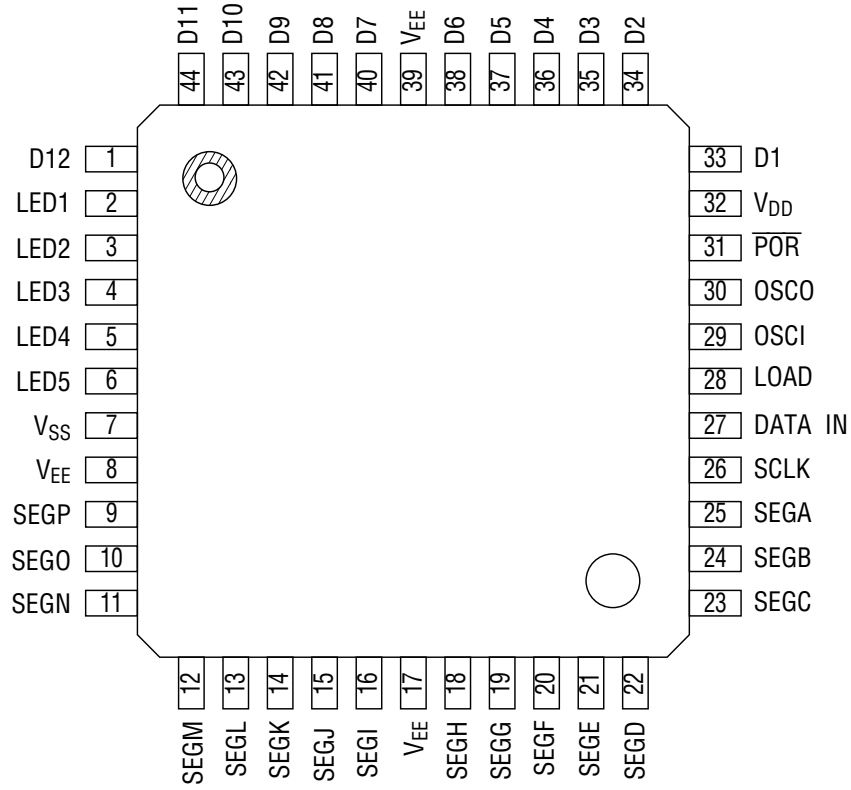 D11 D10 D9 D8 D7 VEE D6 D5 D4 D3 D2
44 43 42 41 40 39 38 37 36 35 34
D12 1 33 D1
LED1 2 32 VDD
LED2 3 31 P̅O̅R̅
LED3 4 30 OSCO
LED4 5 29 OSCI
LED5 6 28 LOAD
VSS 7 27 DATA IN
VEE 8 26 SCLK
SEGP 9 25 SEGA
SEGO 10 24 SEGB
SEGN 11 23 SEGC
12 13 14 15 16 17 18 19 20 21 22
SEGM SEGL SEGK SEGJ SEGI VEE SEGH SEGG SEGF SEGE SEGD